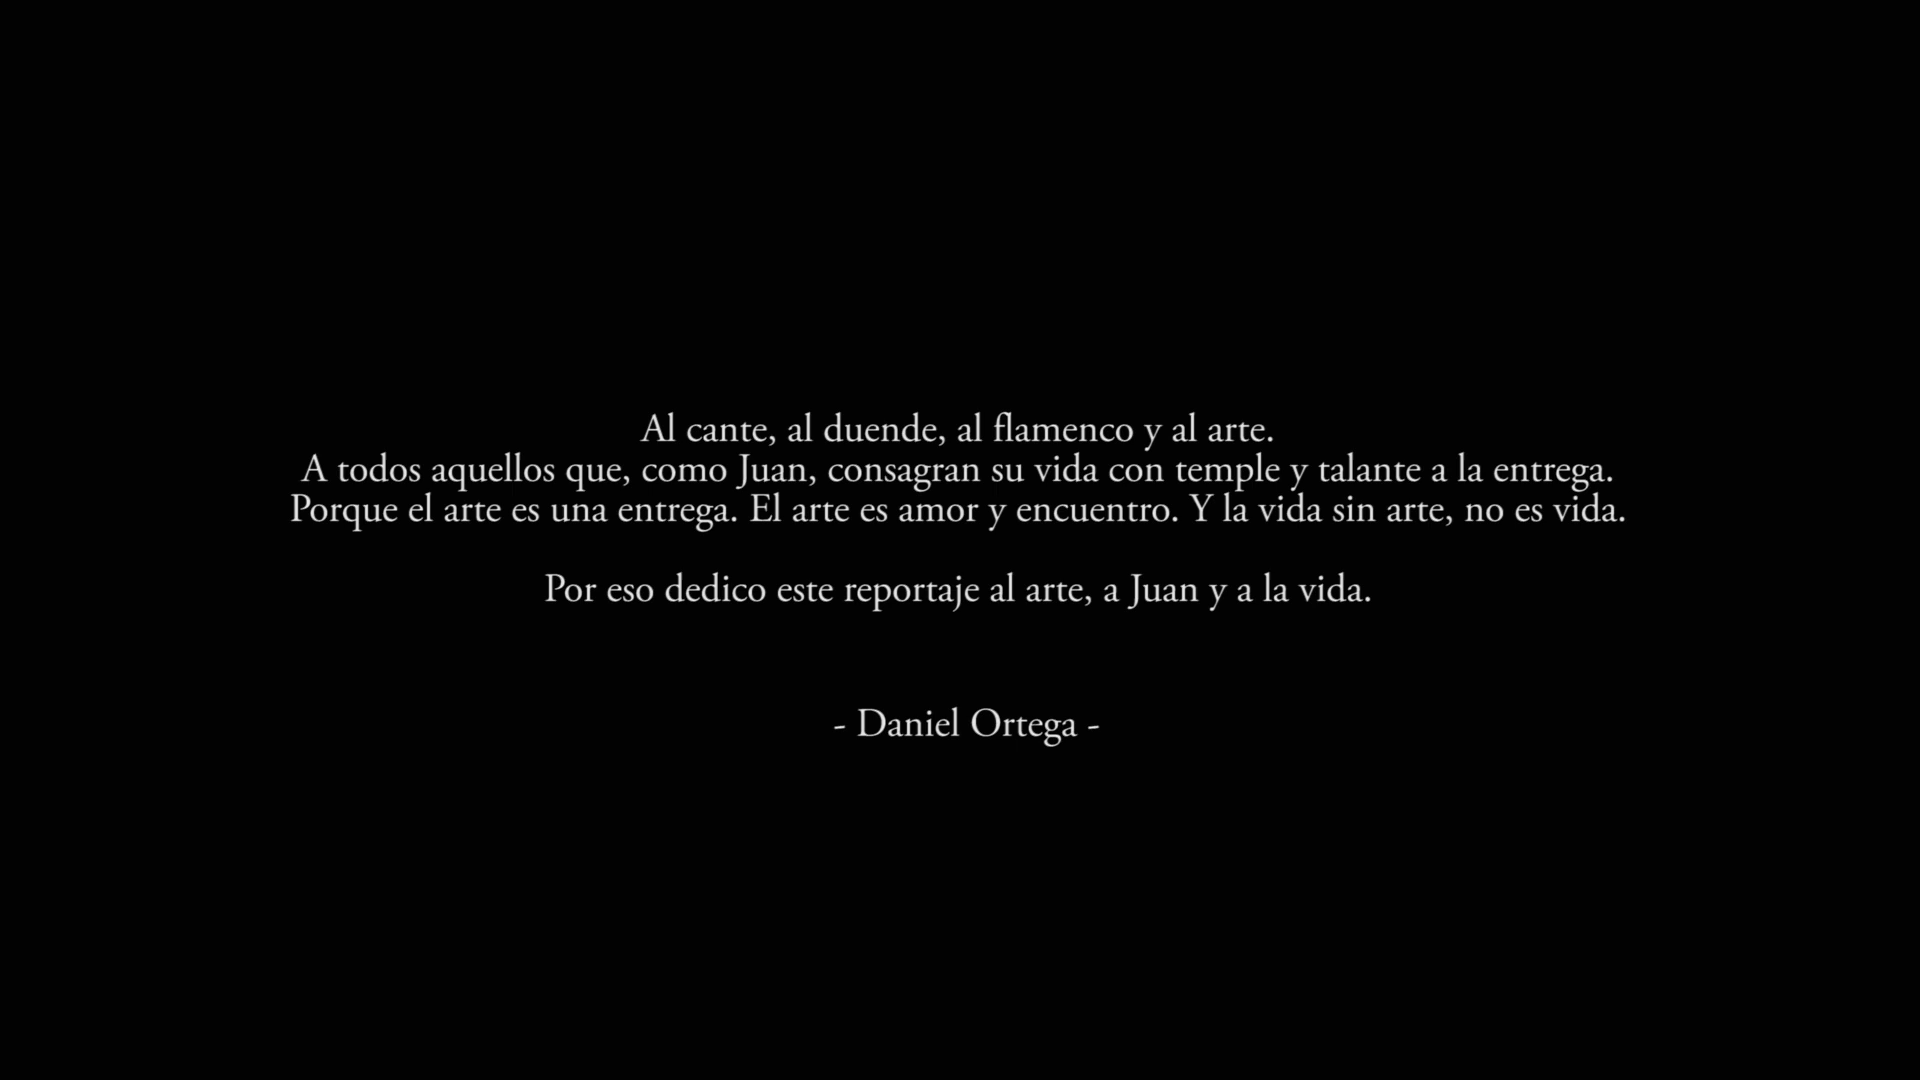 Al cante, al duende, al flamenco y al arte.
A todos aquellos que, como Juan, consagran su vida con temple y talante a la entrega.
Porque el arte es una entrega. El arte es amor y encuentro. Y la vida sin arte, no es vida.
Por eso dedico este reportaje al arte, a Juan y a la vida.
- Daniel Ortega -